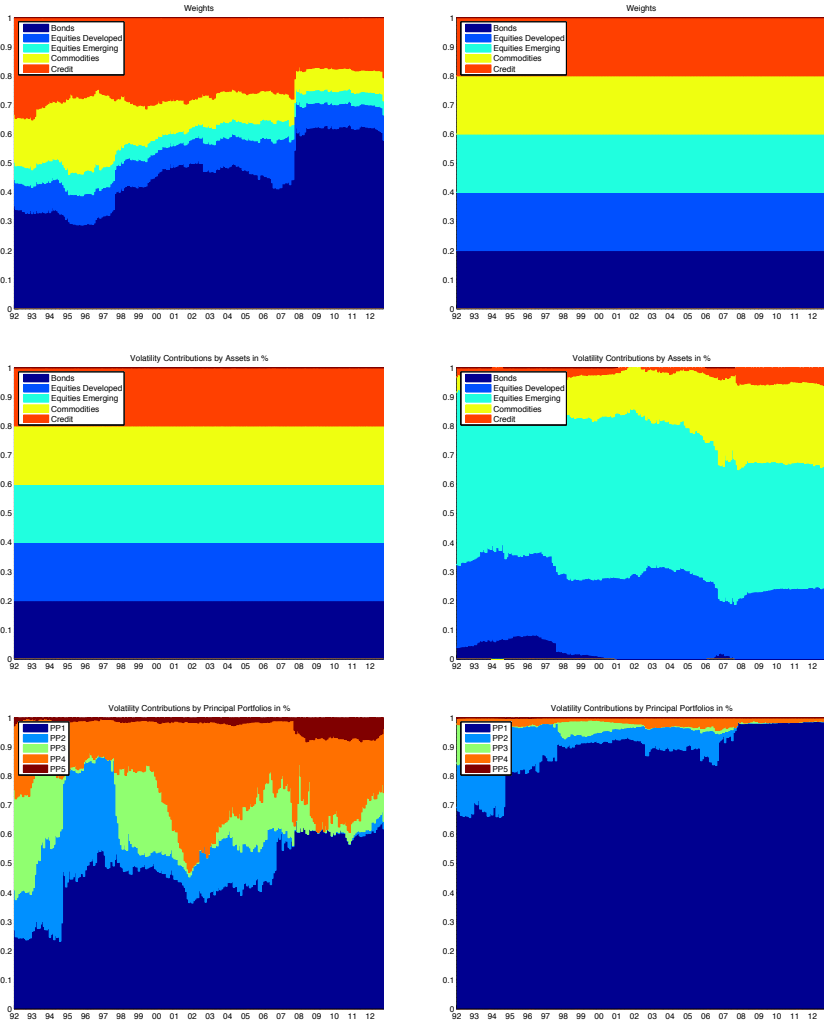 Weights
1
0.9
0.8
0.7
0.6
0.5
0.4
0.3
0.2
0.1
0
Bonds
Equities Developed
Equities Emerging
Commodities
Credit
92 93 94 95 96 97 98 99 00 01 02 03 04 05 06 07 08 09 10 11 12
Weights
1
0.9
0.8
0.7
0.6
0.5
0.4
0.3
0.2
0.1
0
Bonds
Equities Developed
Equities Emerging
Commodities
Credit
92 93 94 95 96 97 98 99 00 01 02 03 04 05 06 07 08 09 10 11 12
Volatility Contributions by Assets in %
1
0.9
0.8
0.7
0.6
0.5
0.4
0.3
0.2
0.1
0
Bonds
Equities Developed
Equities Emerging
Commodities
Credit
92 93 94 95 96 97 98 99 00 01 02 03 04 05 06 07 08 09 10 11 12
Volatility Contributions by Assets in %
1
0.9
0.8
0.7
0.6
0.5
0.4
0.3
0.2
0.1
0
Bonds
Equities Developed
Equities Emerging
Commodities
Credit
92 93 94 95 96 97 98 99 00 01 02 03 04 05 06 07 08 09 10 11 12
Volatility Contributions by Principal Portfolios in %
1
0.9
0.8
0.7
0.6
0.5
0.4
0.3
0.2
0.1
0
PP1
PP2
PP3
PP4
PP5
92 93 94 95 96 97 98 99 00 01 02 03 04 05 06 07 08 09 10 11 12
Volatility Contributions by Principal Portfolios in %
1
0.9
0.8
0.7
0.6
0.5
0.4
0.3
0.2
0.1
0
PP1
PP2
PP3
PP4
PP5
92 93 94 95 96 97 98 99 00 01 02 03 04 05 06 07 08 09 10 11 12